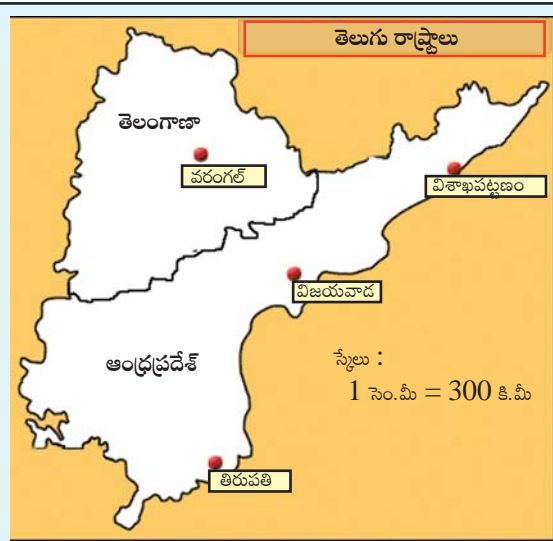 తెలుగు రాష్ట్రాలు
తెలంగాణా
వరంగల్
విశాఖపట్టణం
విజయవాడ
ఆంధ్రప్రదేశ్
స్కేలు :
1 సెం.మీ = 300 కి.మీ
తిరుపతి